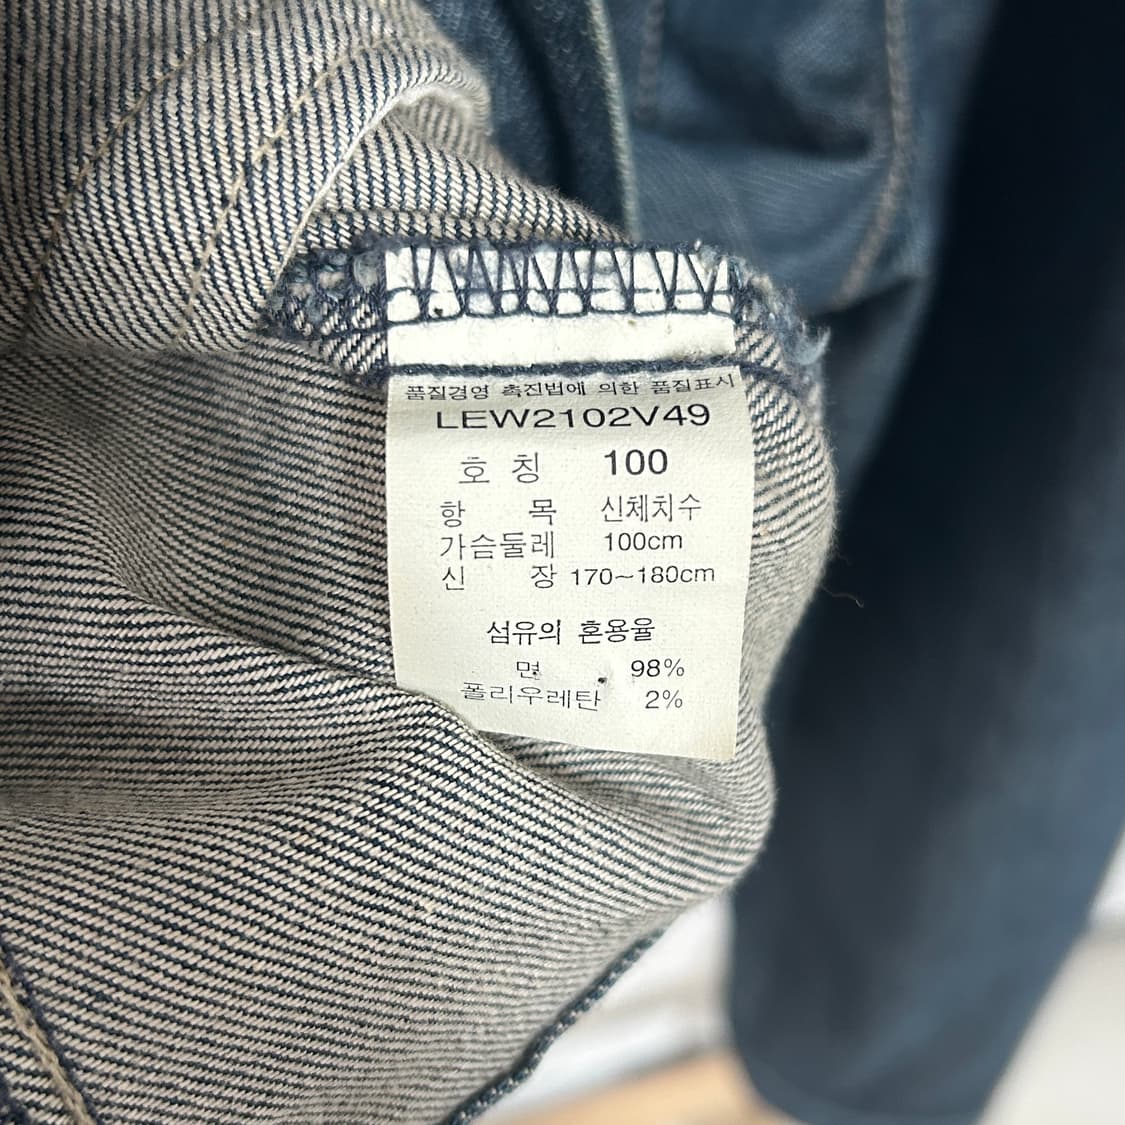 품질경영 촉진법에 의한 품질표시
LEW2102V49
호 칭 100
항 목 신체치수
가슴둘레 100cm
신 장 170~180cm
섬유의 혼용율
면 98%
폴리우레탄 2%